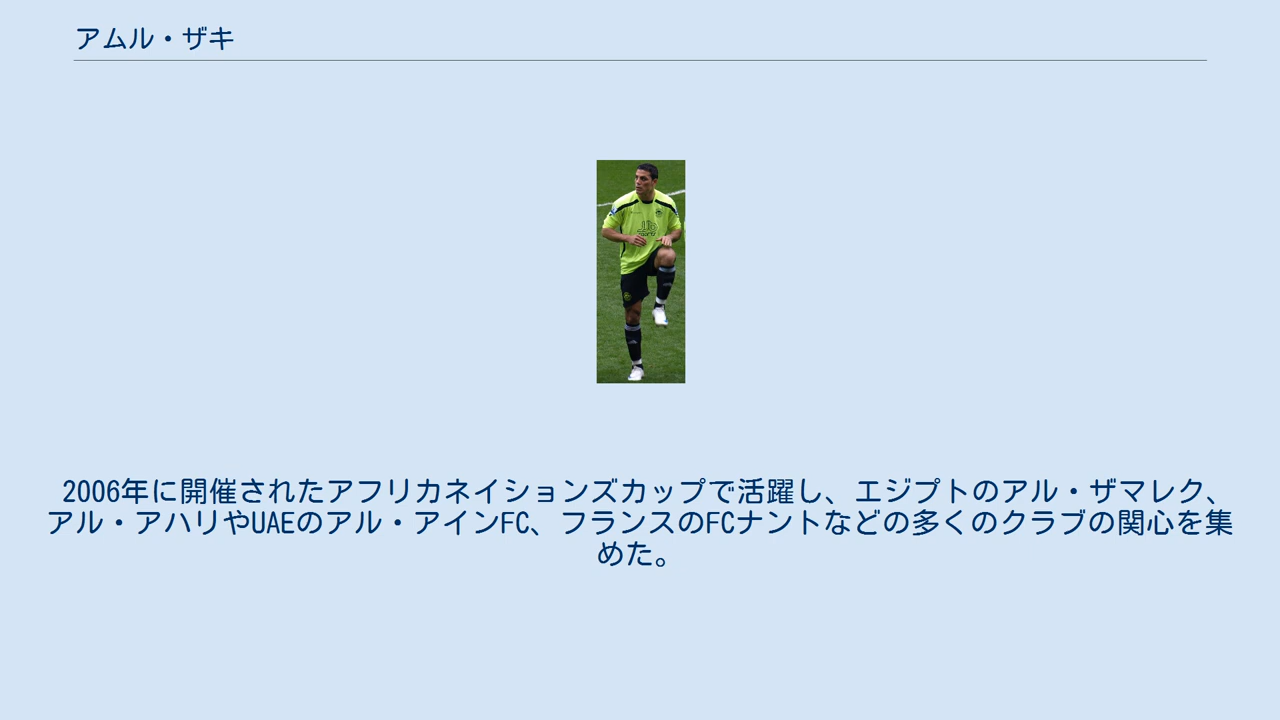 アムル・ザキ
2006年に開催されたアフリカネイションズカップで活躍し、エジプトのアル・ザマレク、
アル・アハリやUAEのアル・アインFC、フランスのFCナントなどの多くのクラブの関心を集
めた。